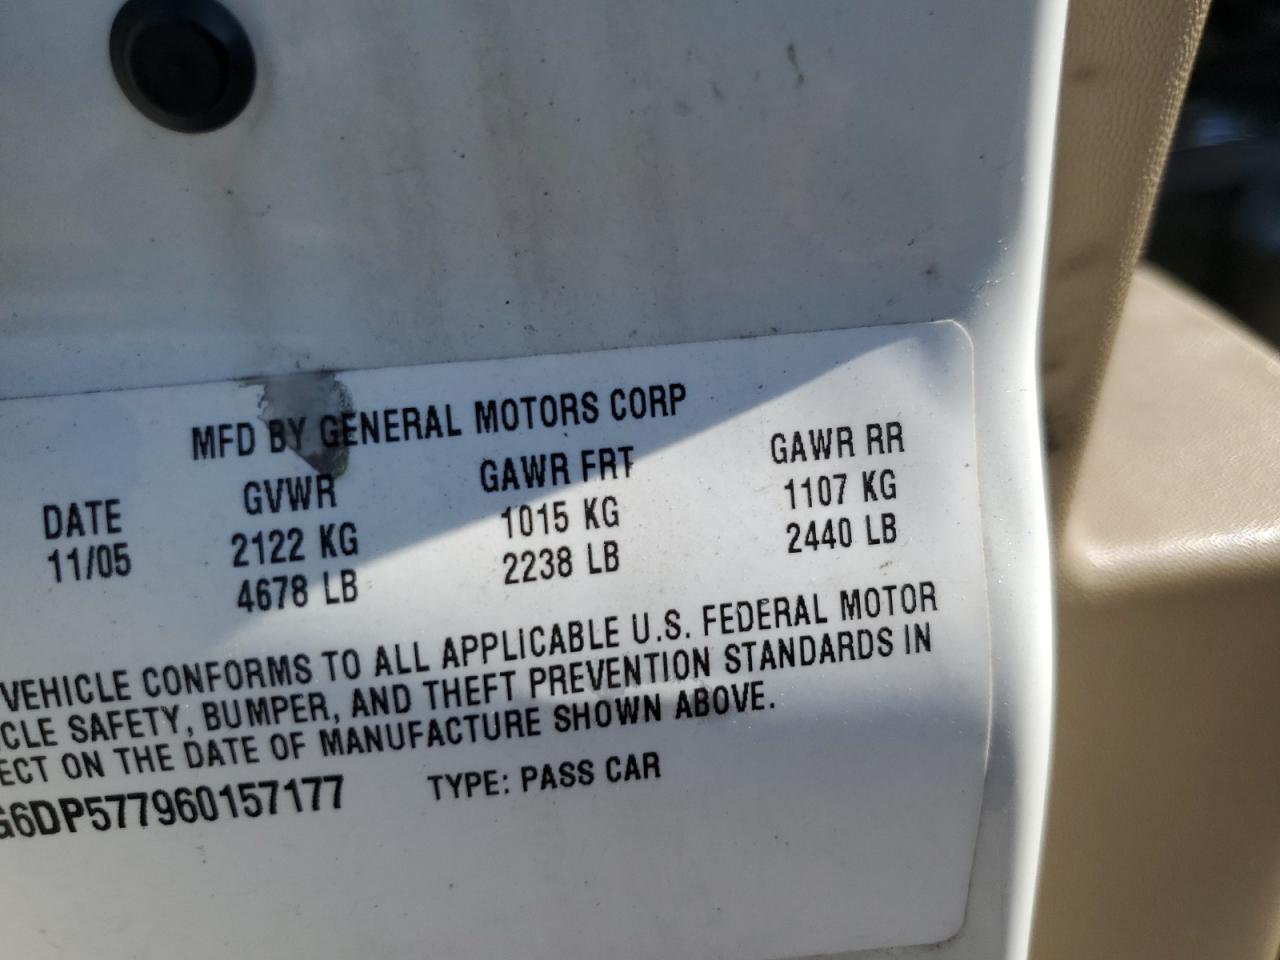 MFD BY GENERAL MOTORS CORP
DATE GVWR GAWR FRT GAWR RR
11/05 2122 KG 1015 KG 1107 KG
4678 LB 2238 LB 2440 LB
VEHICLE CONFORMS TO ALL APPLICABLE U.S. FEDERAL MOTOR
CLE SAFETY, BUMPER, AND THEFT PREVENTION STANDARDS IN
ECT ON THE DATE OF MANUFACTURE SHOWN ABOVE.
G6DP577960157177 TYPE: PASS CAR